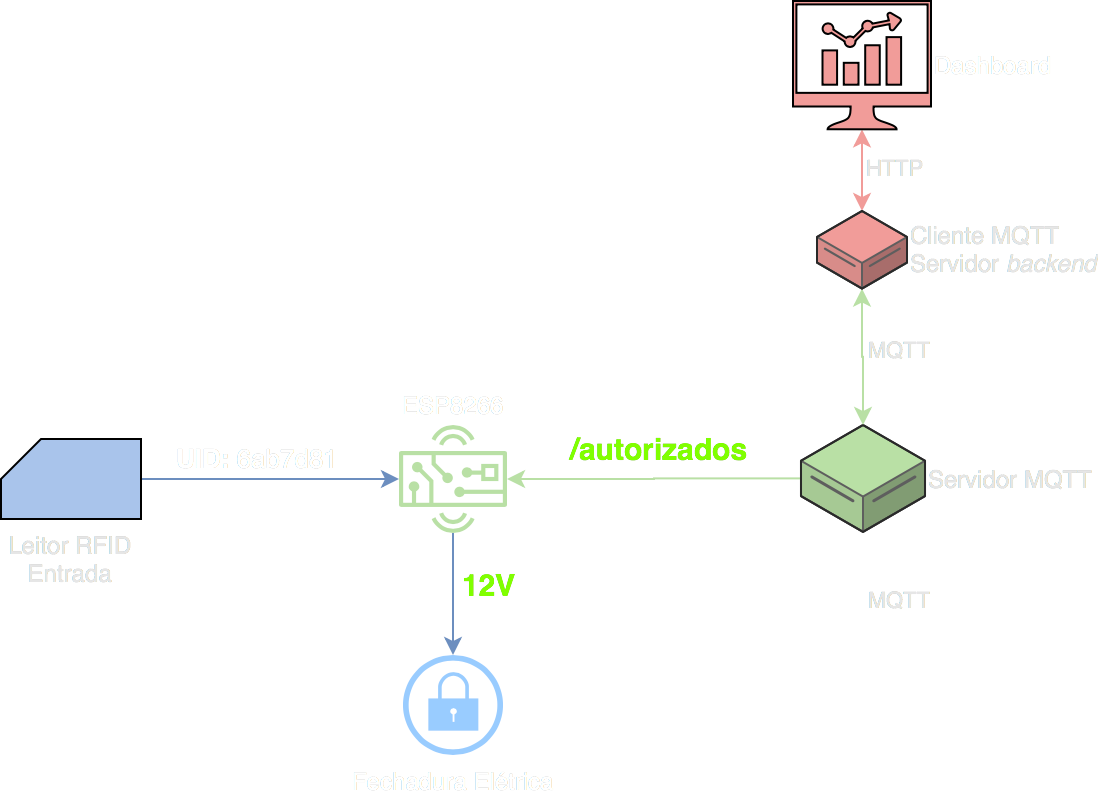 Dashboard
HTTP
Cliente MQTT
Servidor backend
MQTT
ESP8266
/autorizados
UID: 6ab7d81
Servidor MQTT
Leitor RFID
Entrada
12V
MQTT
Fechadura Elétrica